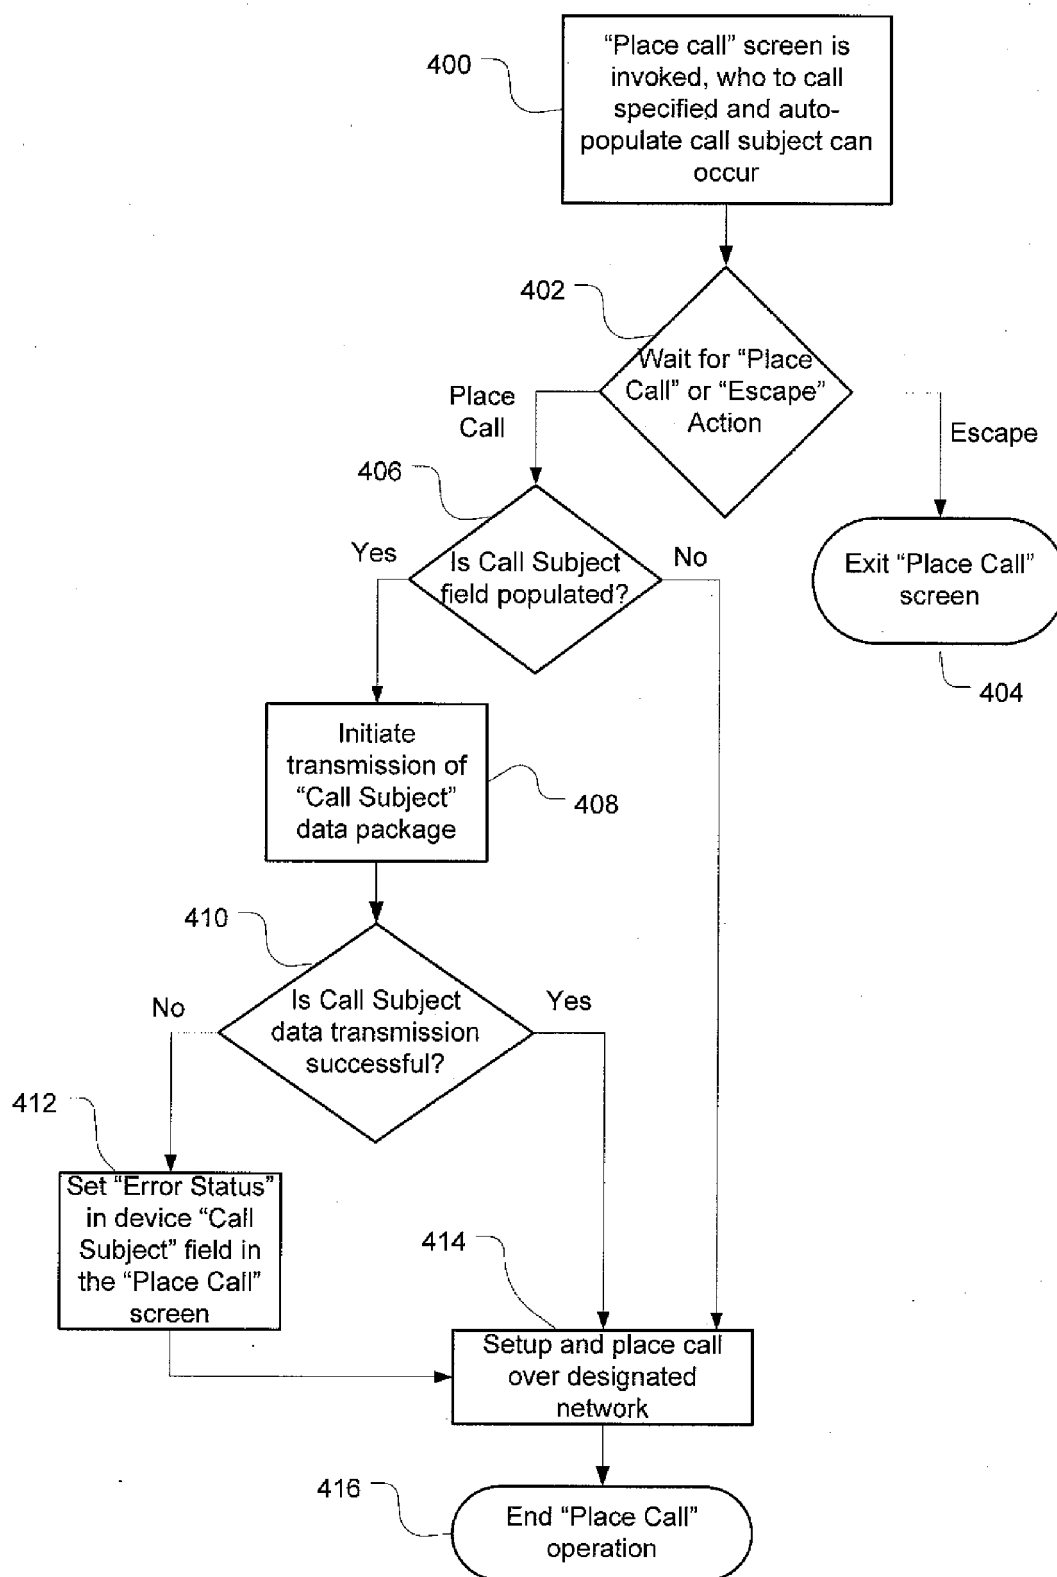 400
“Place call” screen is
invoked, who to call
specified and auto-
populate call subject can
occur
402
Wait for “Place
Call” or “Escape”
Action
Place
Call
Escape
406
Yes
Is Call Subject
field populated?
No
Exit “Place Call”
screen
404
Initiate
transmission of
“Call Subject”
data package
408
410
No
Is Call Subject
data transmission
successful?
Yes
412
Set “Error Status”
in device “Call
Subject” field in
the “Place Call”
screen
414
Setup and place call
over designated
network
416
End “Place Call”
operation